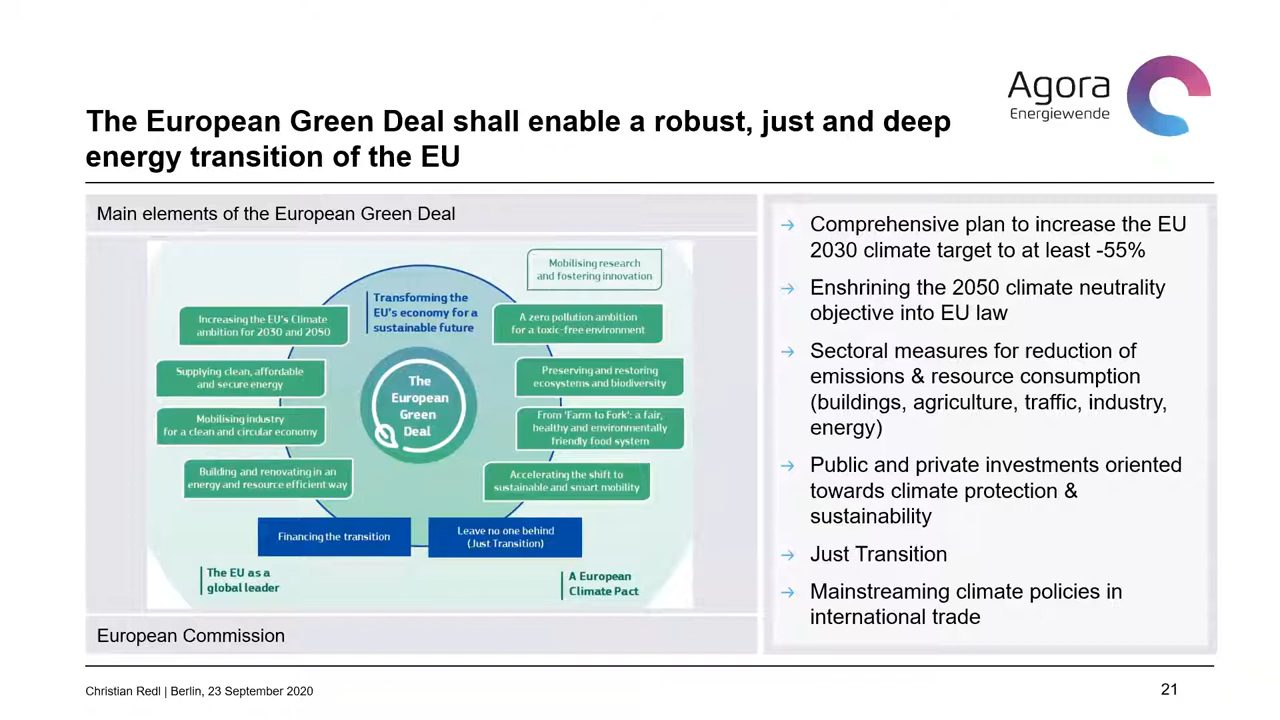 Agora
Energiewende
The European Green Deal shall enable a robust, just and deep
energy transition of the EU
Main elements of the European Green Deal
Mobilising research
and fostering innovation
Transforming the
EU's economy for a
sustainable future
Increasing the EU's Climate
ambition for 2030 and 2050
A zero pollution ambition
for a toxic-free environment
Supplying clean, affordable
and secure energy
Preserving and restoring
ecosystems and biodiversity
The
European
Green
Deal
Mobilising industry
for a clean and circular economy
From 'Farm to Fork': a fair,
healthy and environmentally
friendly food system
Building and renovating in an
energy and resource efficient way
Accelerating the shift to
sustainable and smart mobility
Financing the transition
Leave no one behind
(Just Transition)
The EU as a
global leader
A European
Climate Pact
European Commission
→ Comprehensive plan to increase the EU
2030 climate target to at least -55%
→ Enshrining the 2050 climate neutrality
objective into EU law
→ Sectoral measures for reduction of
emissions & resource consumption
(buildings, agriculture, traffic, industry,
energy)
→ Public and private investments oriented
towards climate protection &
sustainability
→ Just Transition
→ Mainstreaming climate policies in
international trade
Christian Redl | Berlin, 23 September 2020
21